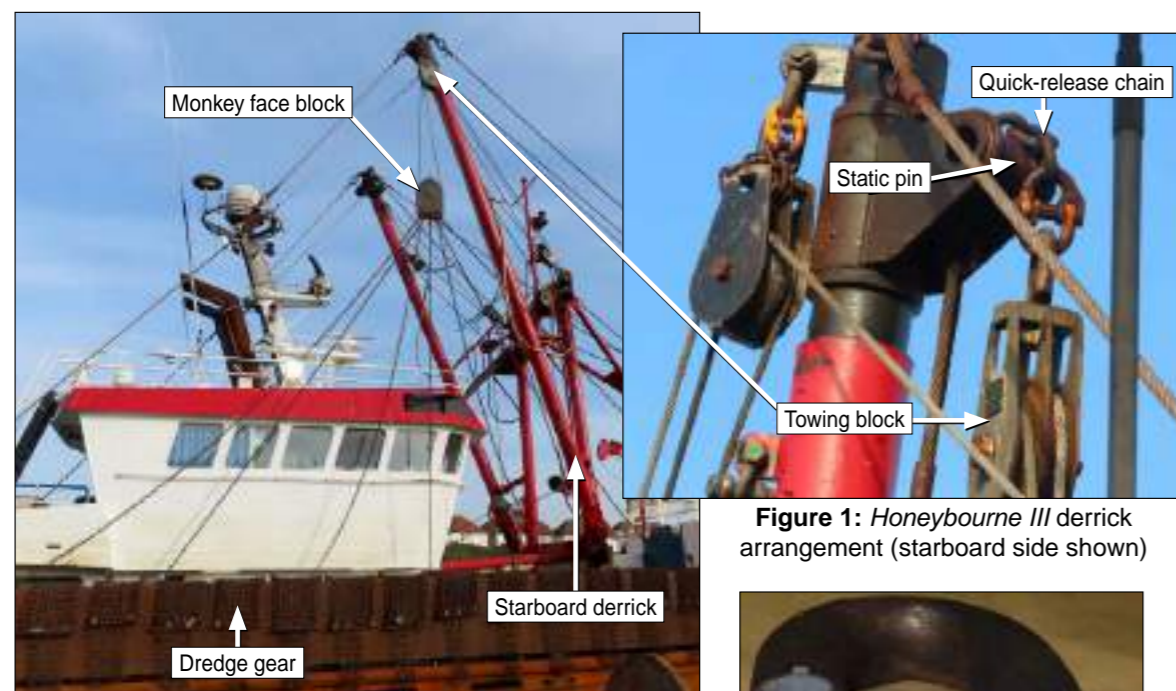 Monkey face block
Quick-release chain
Static pin
Towing block
Starboard derrick
Dredge gear
Figure 1: Honeybourne III derrick
arrangement (starboard side shown)